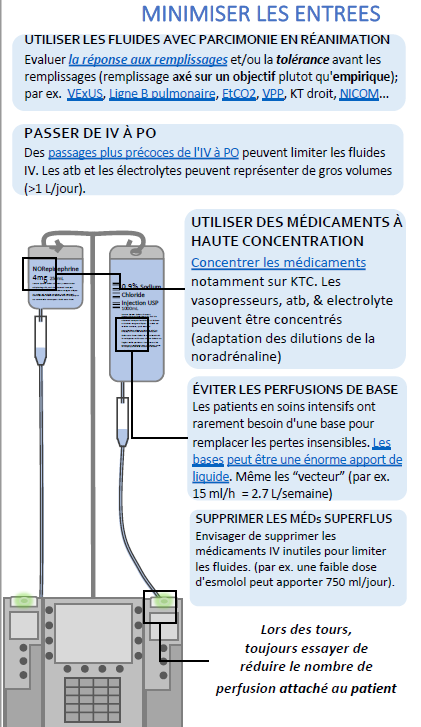 MINIMISER LES ENTREES
UTILISER LES FLUIDES AVEC PARCIMONIE EN RÉANIMATION
Evaluer la réponse aux remplissages et/ou la tolérance avant les
remplissages (remplissage axé sur un objectif plutot qu'empirique);
par ex. VExUS, Ligne B pulmonaire, EtCO2, VPP, KT droit, NICOM...
PASSER DE IV À PO
Des passages plus précoces de l'IV à PO peuvent limiter les fluides
IV. Les atb et les électrolytes peuvent représenter de gros volumes
(>1 L/jour).
UTILISER DES MÉDICAMENTS À
HAUTE CONCENTRATION
Concentrer les médicaments
notamment sur KTC. Les
vasopresseurs, atb, & electrolyte
peuvent être concentrés
(adaptation des dilutions de la
noradrénaline)
NORepinephrine
4mg
0.9% Sodium
Chloride
Injection USP
1000mL
ÉVITER LES PERFUSIONS DE BASE
Les patients en soins intensifs ont
rarement besoin d'une base pour
remplacer les pertes insensibles. Les
bases peut être une énorme apport de
liquide. Même les "vecteur" (par ex.
15 ml/h = 2.7 L/semaine)
SUPPRIMER LES MÉDs SUPERFLUS
Envisager de supprimer les
médicaments IV inutiles pour limiter
les fluides. (par ex. une faible dose
d'esmolol peut apporter 750 ml/jour).
Lors des tours,
toujours essayer de
réduire le nombre de
perfusion attaché au patient